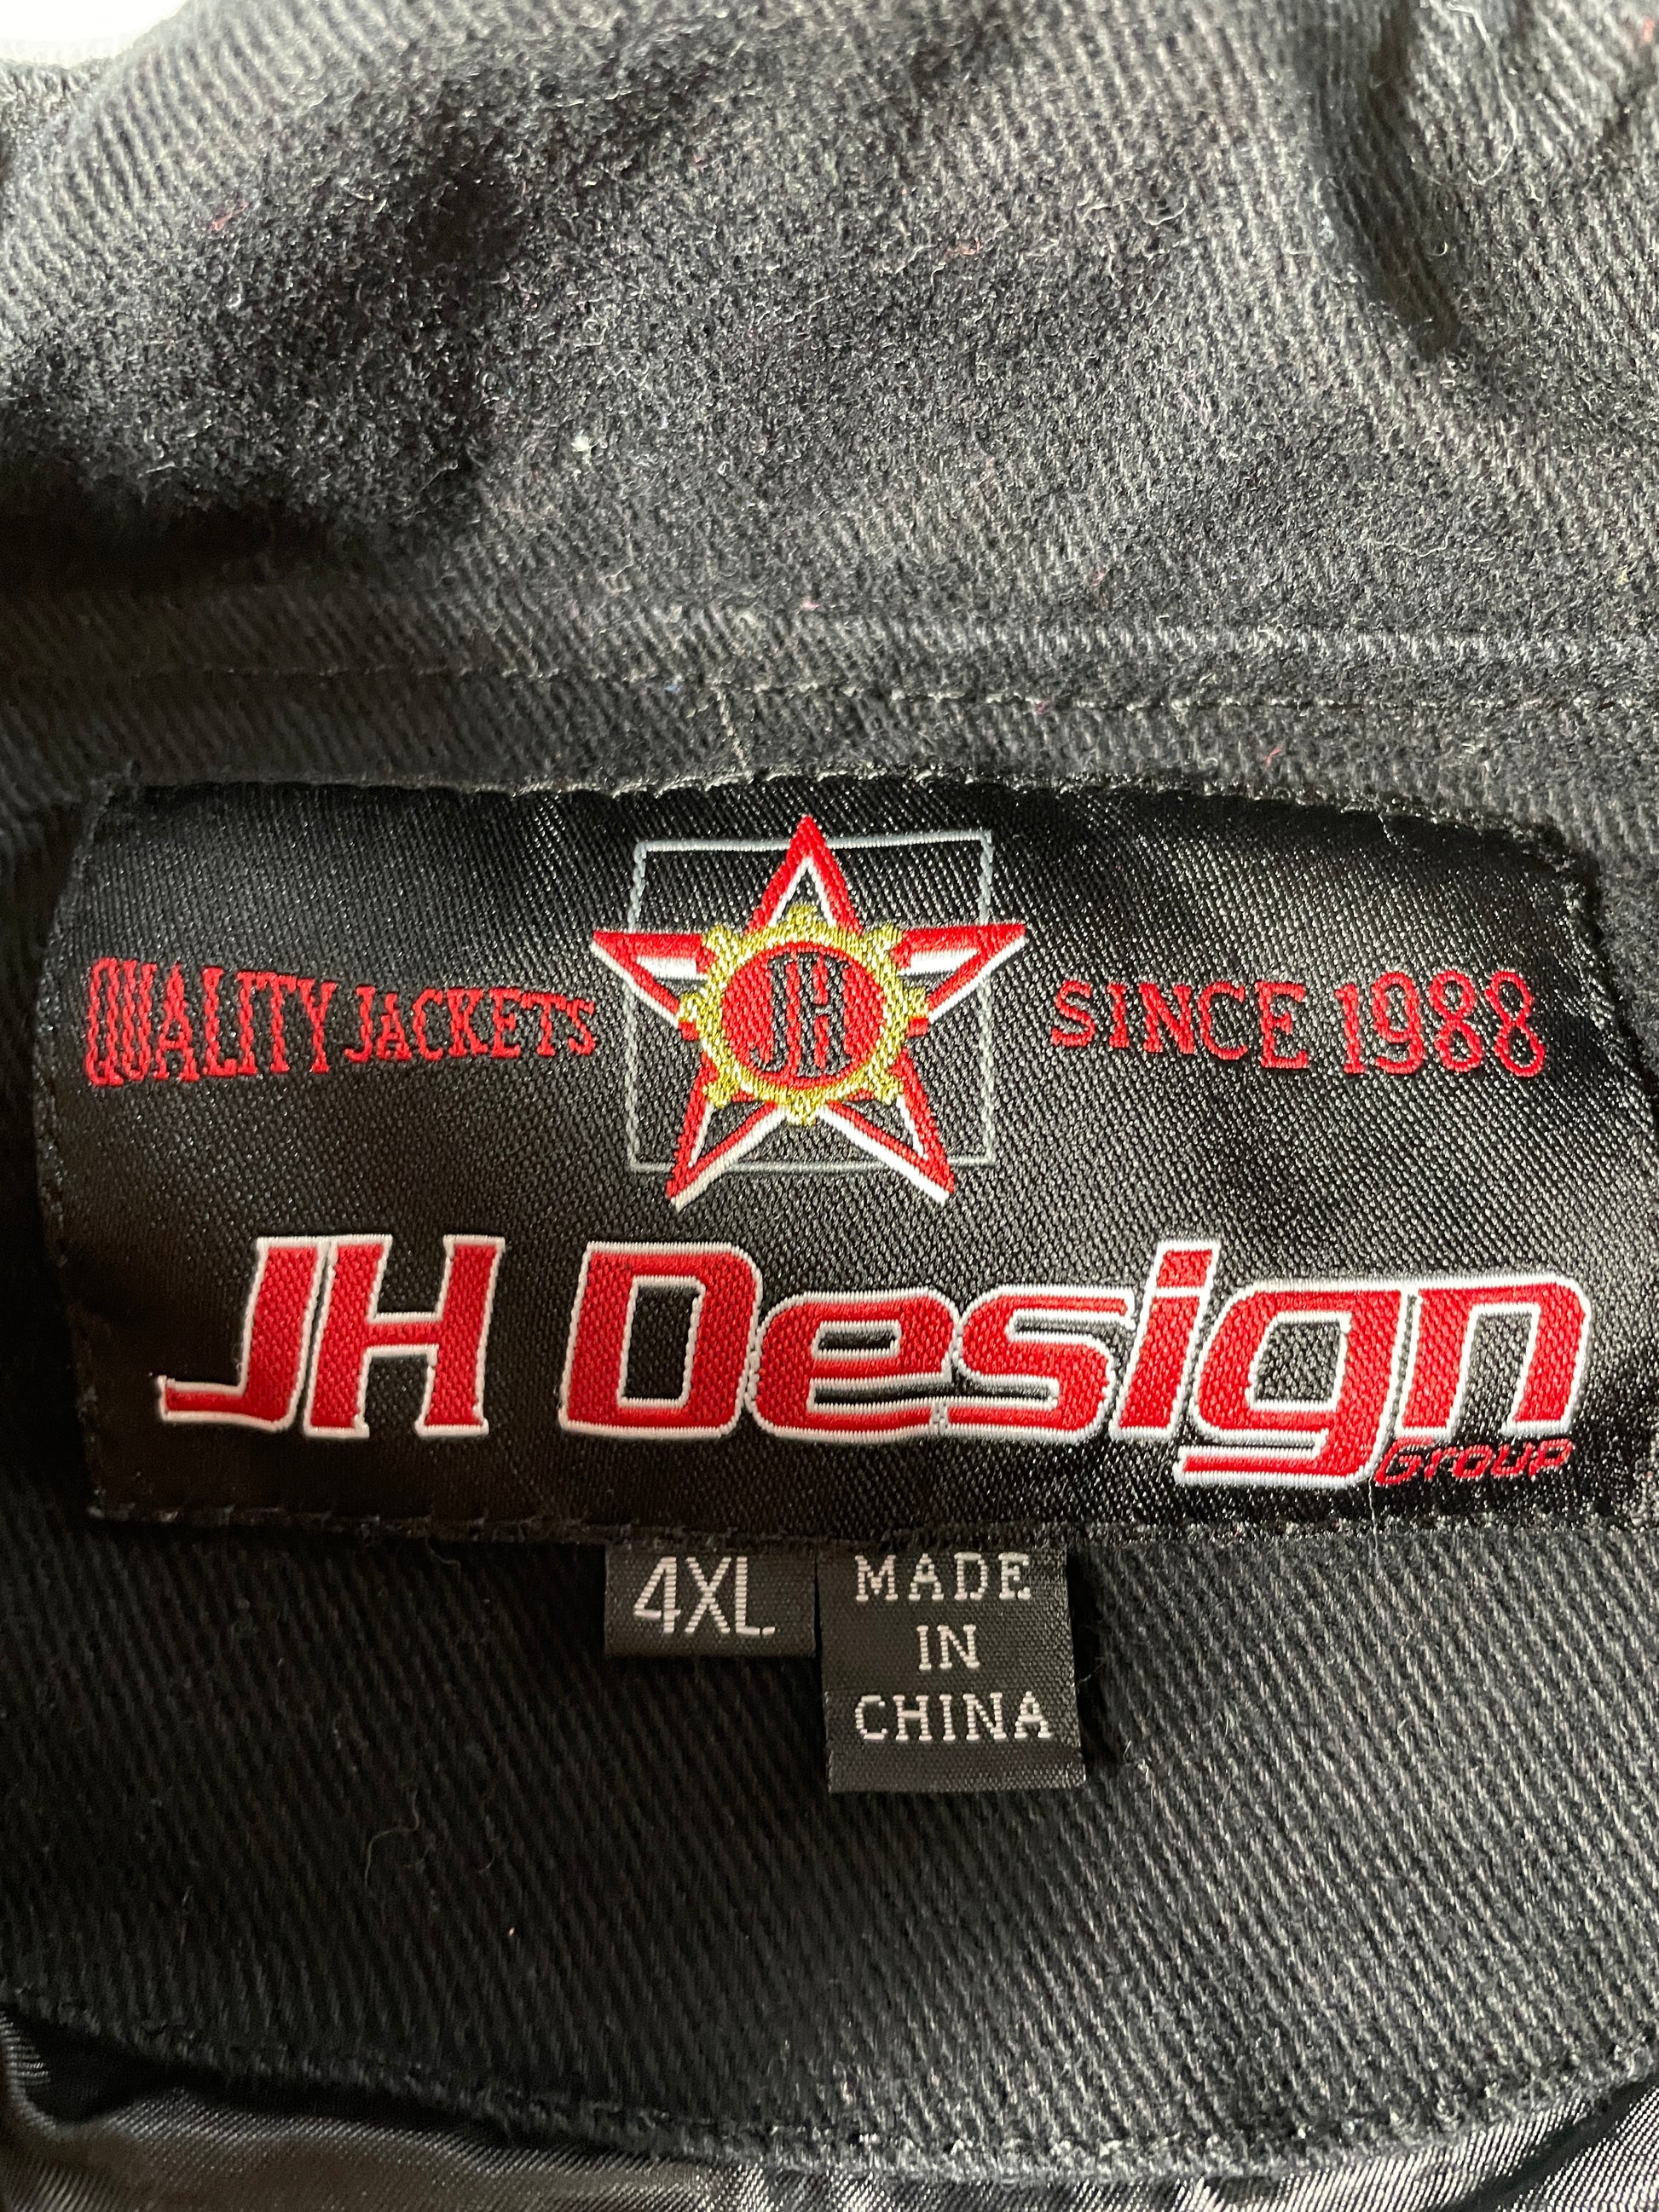 QUALITY JACKETS
JH
SINCE 1988
JH Design
Group
4XL
MADE
IN
CHINA